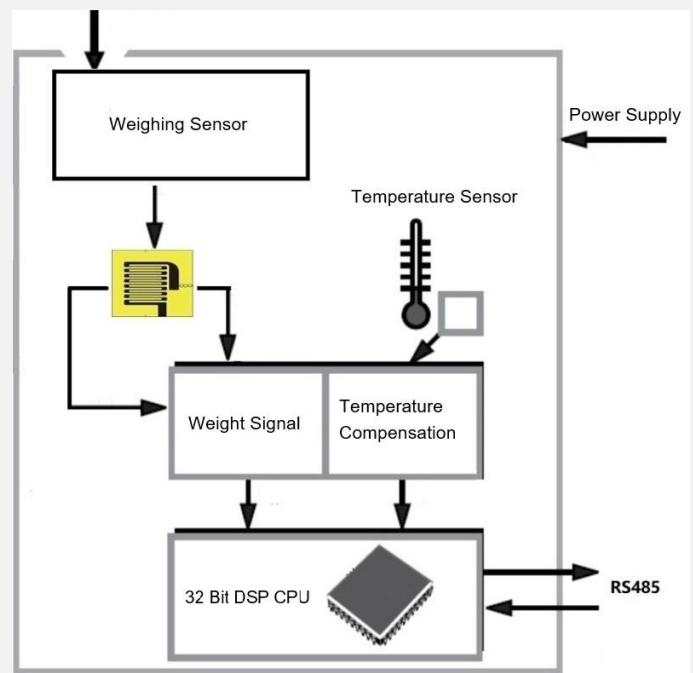 Weighing Sensor
Power Supply
Temperature Sensor
Weight Signal
Temperature
Compensation
32 Bit DSP CPU
RS485